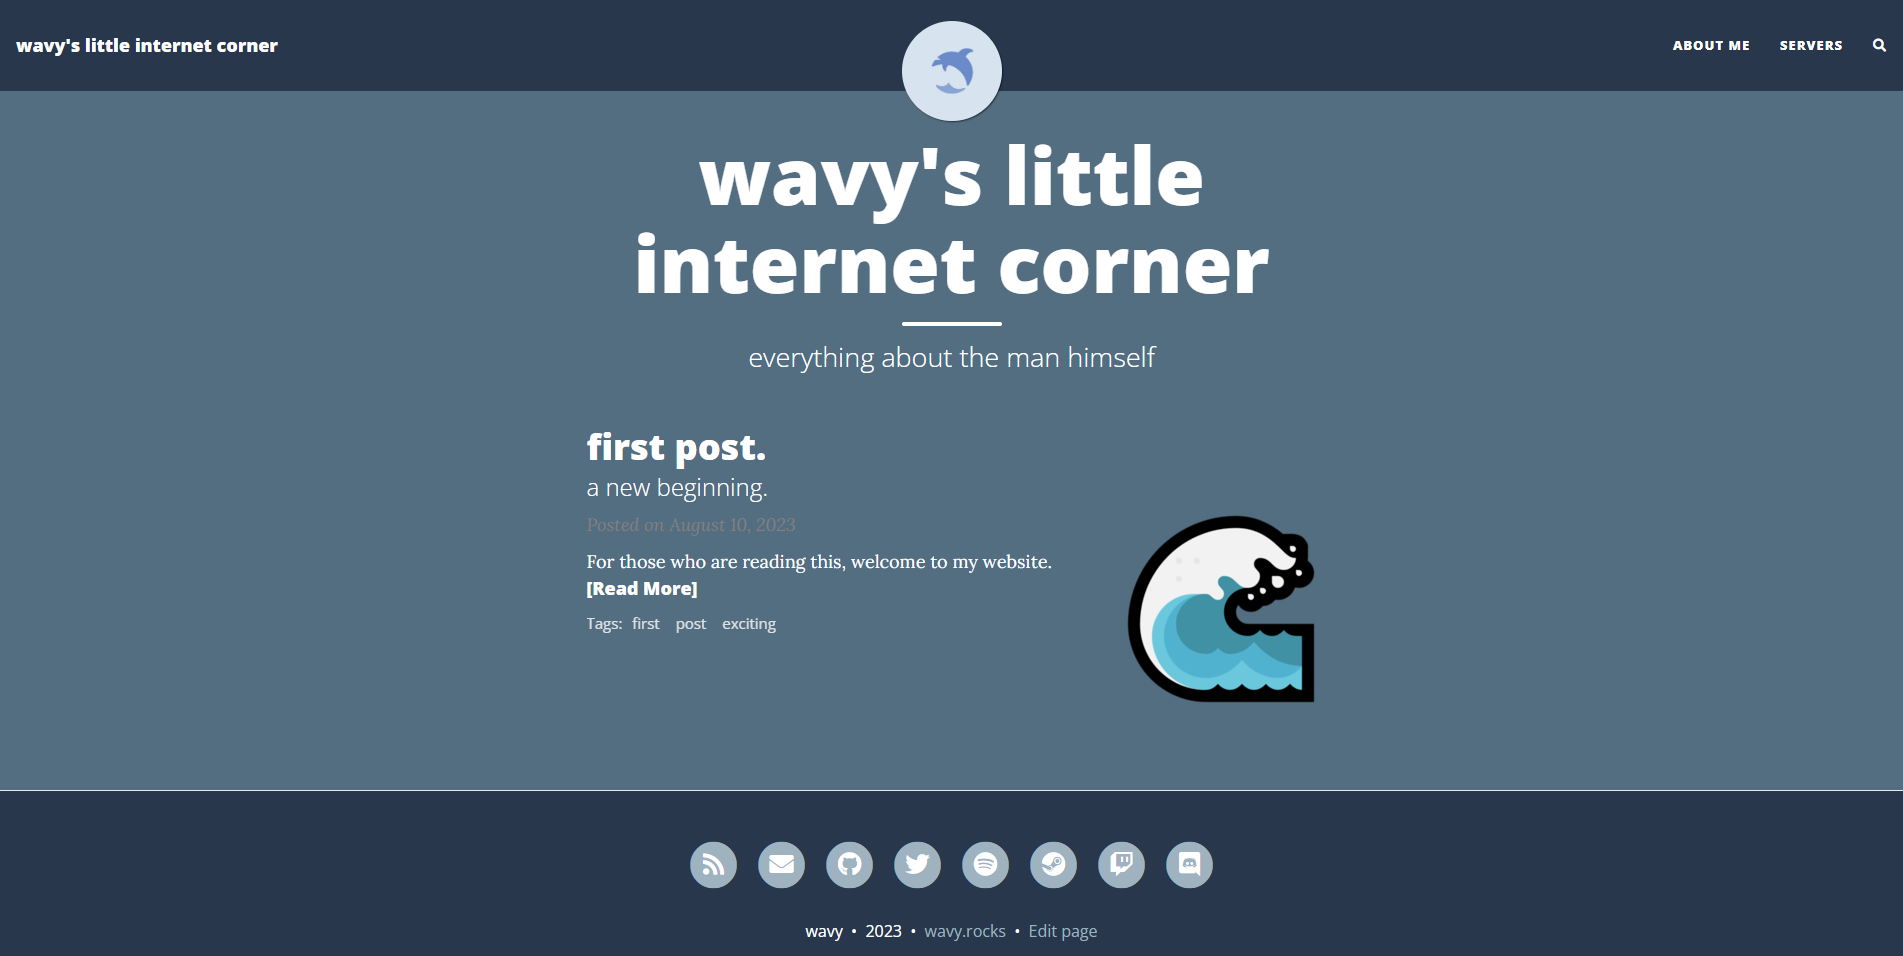 wavy's little internet corner
ABOUT ME SERVERS
wavy's little
internet corner
everything about the man himself
first post.
a new beginning.
Posted on August 10, 2023
For those who are reading this, welcome to my website.
[Read More]
Tags: first post exciting
wavy • 2023 • wavy.rocks • Edit page